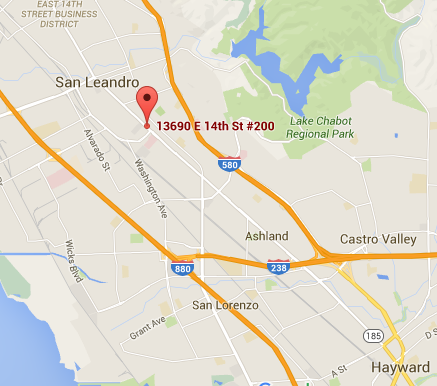 EAST 14TH
STREET BUSINESS
DISTRICT
San Leandro
13690 E 14th St #200
Lake Chabot
Regional Park
Alvarado St
580
Washington Ave
Ashland
Castro Valley
Wicks Blvd
880
238
San Lorenzo
Grant Ave
185
D S
A St
Hayward